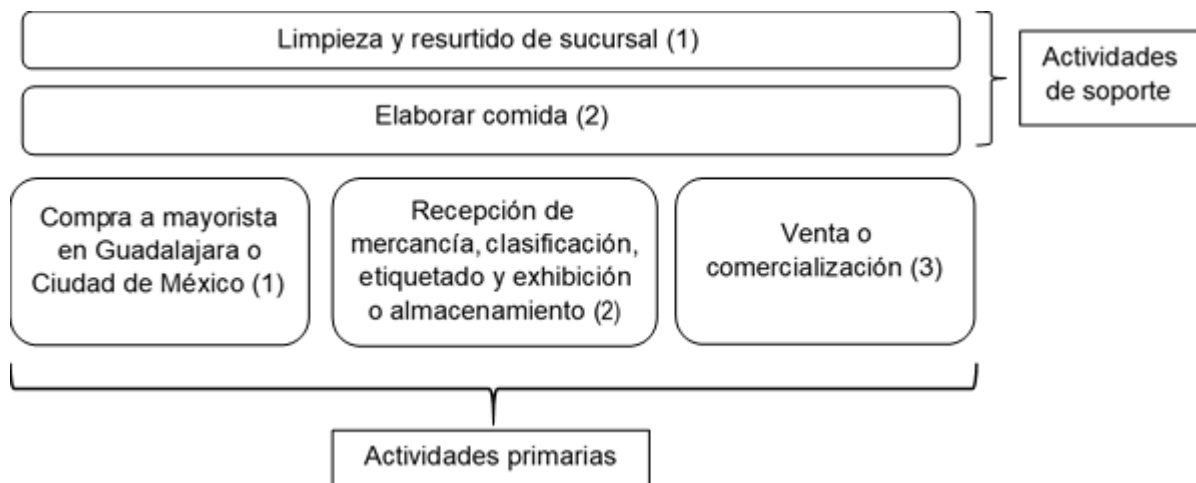 Limpieza y resurtido de sucursal (1)
Actividades
de soporte
Elaborar comida (2)
Compra a mayorista
en Guadalajara o
Ciudad de México (1)
Recepción de
mercancía, clasificación,
etiquetado y exhibición
o almacenamiento (2)
Venta o
comercialización (3)
Actividades primarias